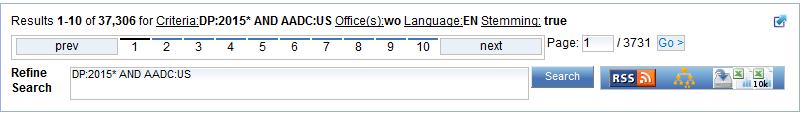 Results 1-10 of 37,306 for Criteria:DP:2015* AND AADC:US Office(s):wo Language:EN Stemming: true
prev 1 2 3 4 5 6 7 8 9 10 next Page: 1 / 3731 Go >
Refine Search DP:2015* AND AADC:US Search RSS 10k